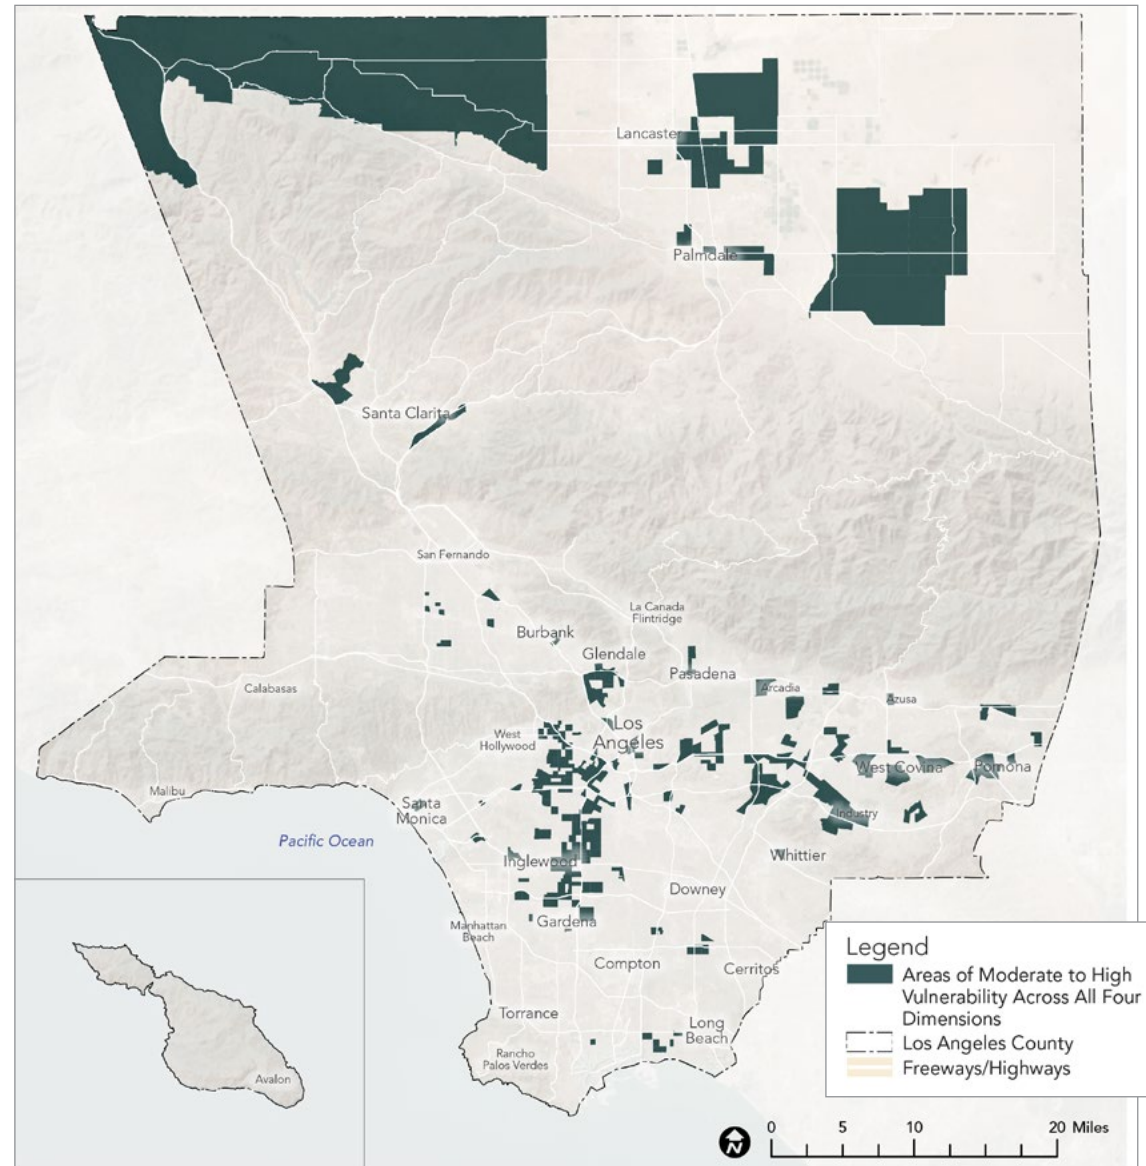 Lancaster
Palmdale
Santa Clarita
San Fernando
La Canada
Flintridge
Burbank
Glendale
Pasadena
Arcadia
Azusa
Calabasas
West
Hollywood
Los
Angeles
West Covina
Pomona
Malibu
Santa
Monica
Industry
Pacific Ocean
Inglewood
Whittier
Downey
Gardena
Manhattan
Beach
Compton
Cerritos
Torrance
Long
Beach
Rancho
Palos Verdes
Avalon
Legend
Areas of Moderate to High
Vulnerability Across All Four
Dimensions
Los Angeles County
Freeways/Highways
0 5 10 20 Miles